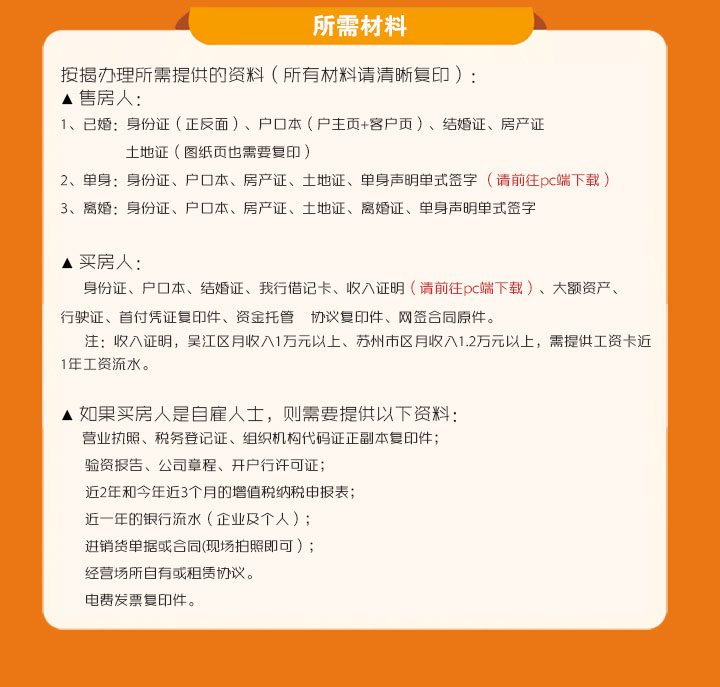 所需材料
按揭办理所需提供的资料（所有材料请清晰复印）:
▲售房人:
1、已婚: 身份证（正反面）、户口本（户主页+客户页）、结婚证、房产证
土地证（图纸页也需要复印）
2、单身: 身份证、户口本、房产证、土地证、单身声明单式签字（请前往pc端下载）
3、离婚: 身份证、户口本、房产证、土地证、离婚证、单身声明单式签字
▲买房人:
身份证、户口本、结婚证、我行借记卡、收入证明（请前往pc端下载）、大额资产、
行驶证、首付凭证复印件、资金托管 协议复印件、网签合同原件。
注: 收入证明，吴江区月收入1万元以上、苏州市区月收入1.2万元以上，需提供工资卡近
1年工资流水。
▲如果买房人是自雇人士，则需要提供以下资料:
营业执照、税务登记证、组织机构代码证正副本复印件;
验资报告、公司章程、开户行许可证;
近2年和今年近3个月的增值税纳税申报表;
近一年的银行流水（企业及个人）;
进销货单据或合同(现场拍照即可）;
经营场所自有或租赁协议。
电费发票复印件。